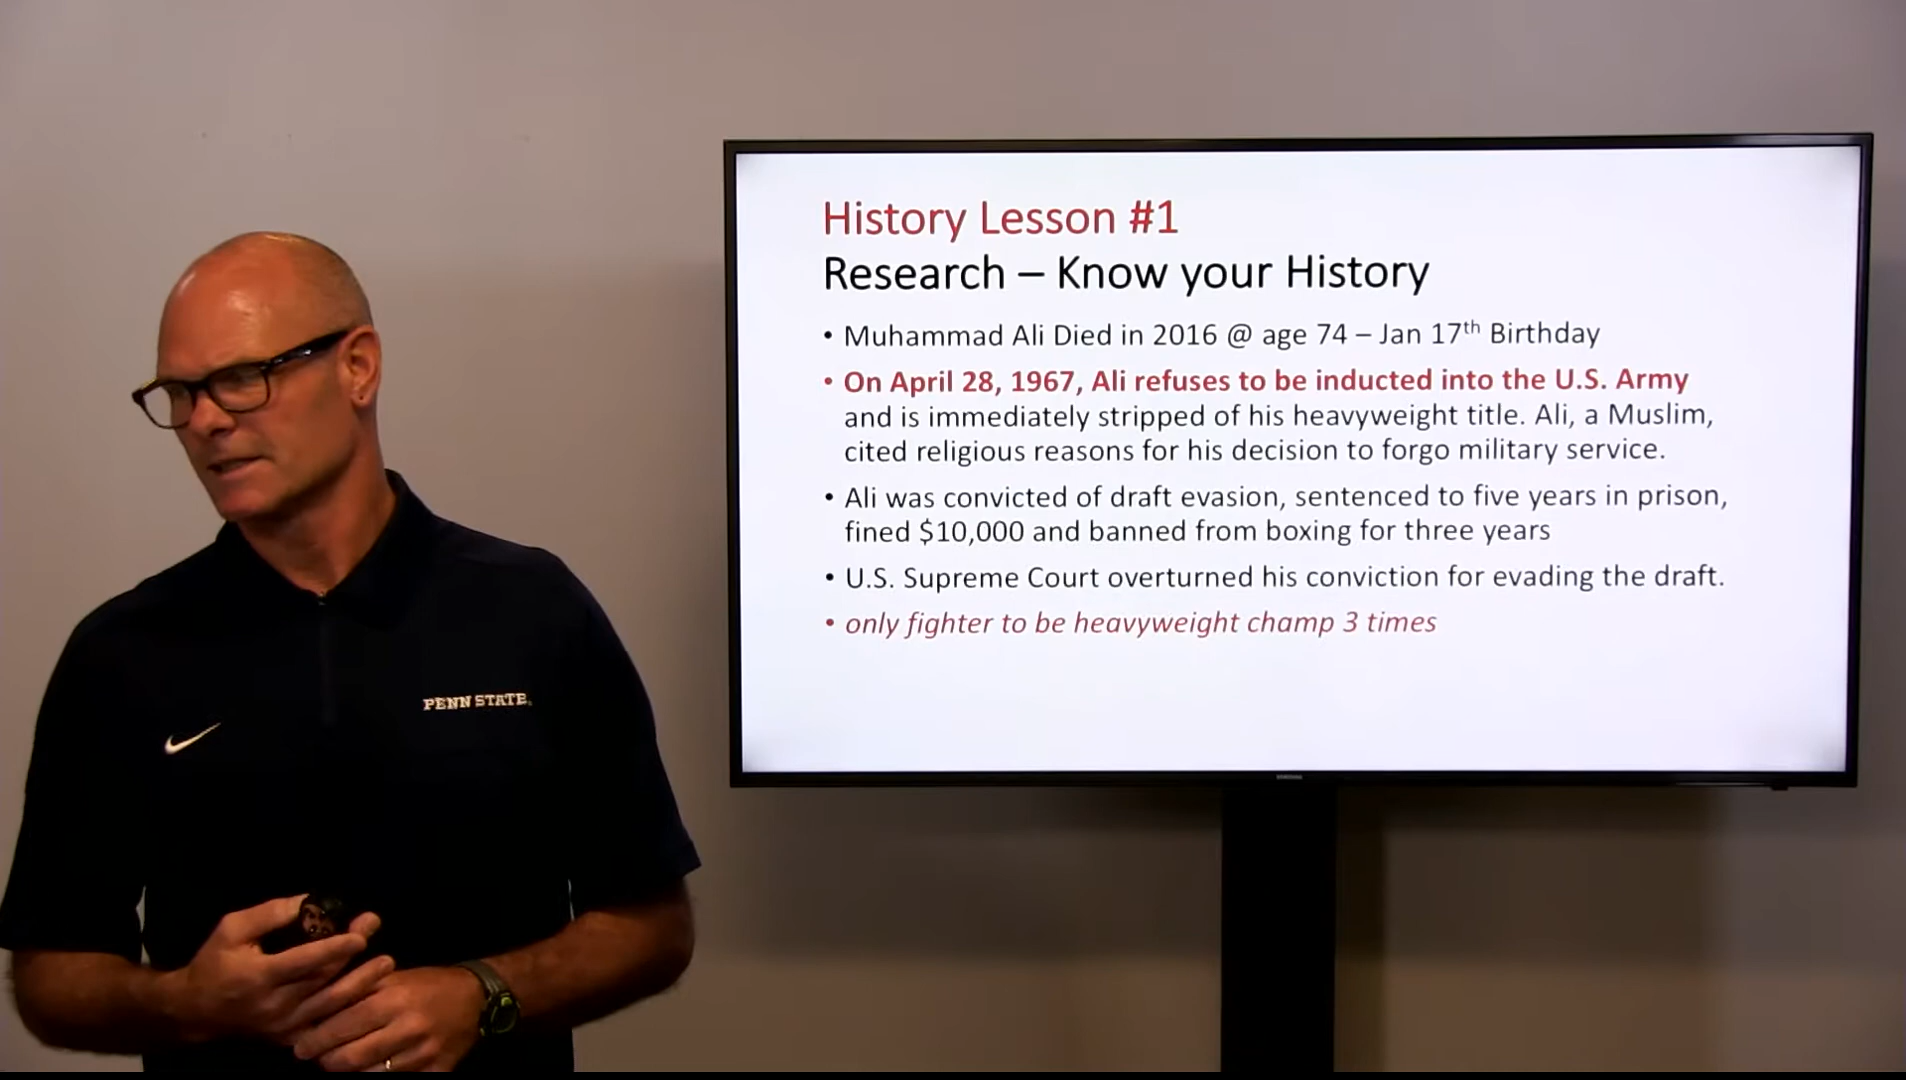 History Lesson #1
Research – Know your History
• Muhammad Ali Died in 2016 @ age 74 – Jan 17th Birthday
• On April 28, 1967, Ali refuses to be inducted into the U.S. Army
and is immediately stripped of his heavyweight title. Ali, a Muslim,
cited religious reasons for his decision to forgo military service.
• Ali was convicted of draft evasion, sentenced to five years in prison,
fined $10,000 and banned from boxing for three years
• U.S. Supreme Court overturned his conviction for evading the draft.
• only fighter to be heavyweight champ 3 times
PENN STATE
SAMSUNG